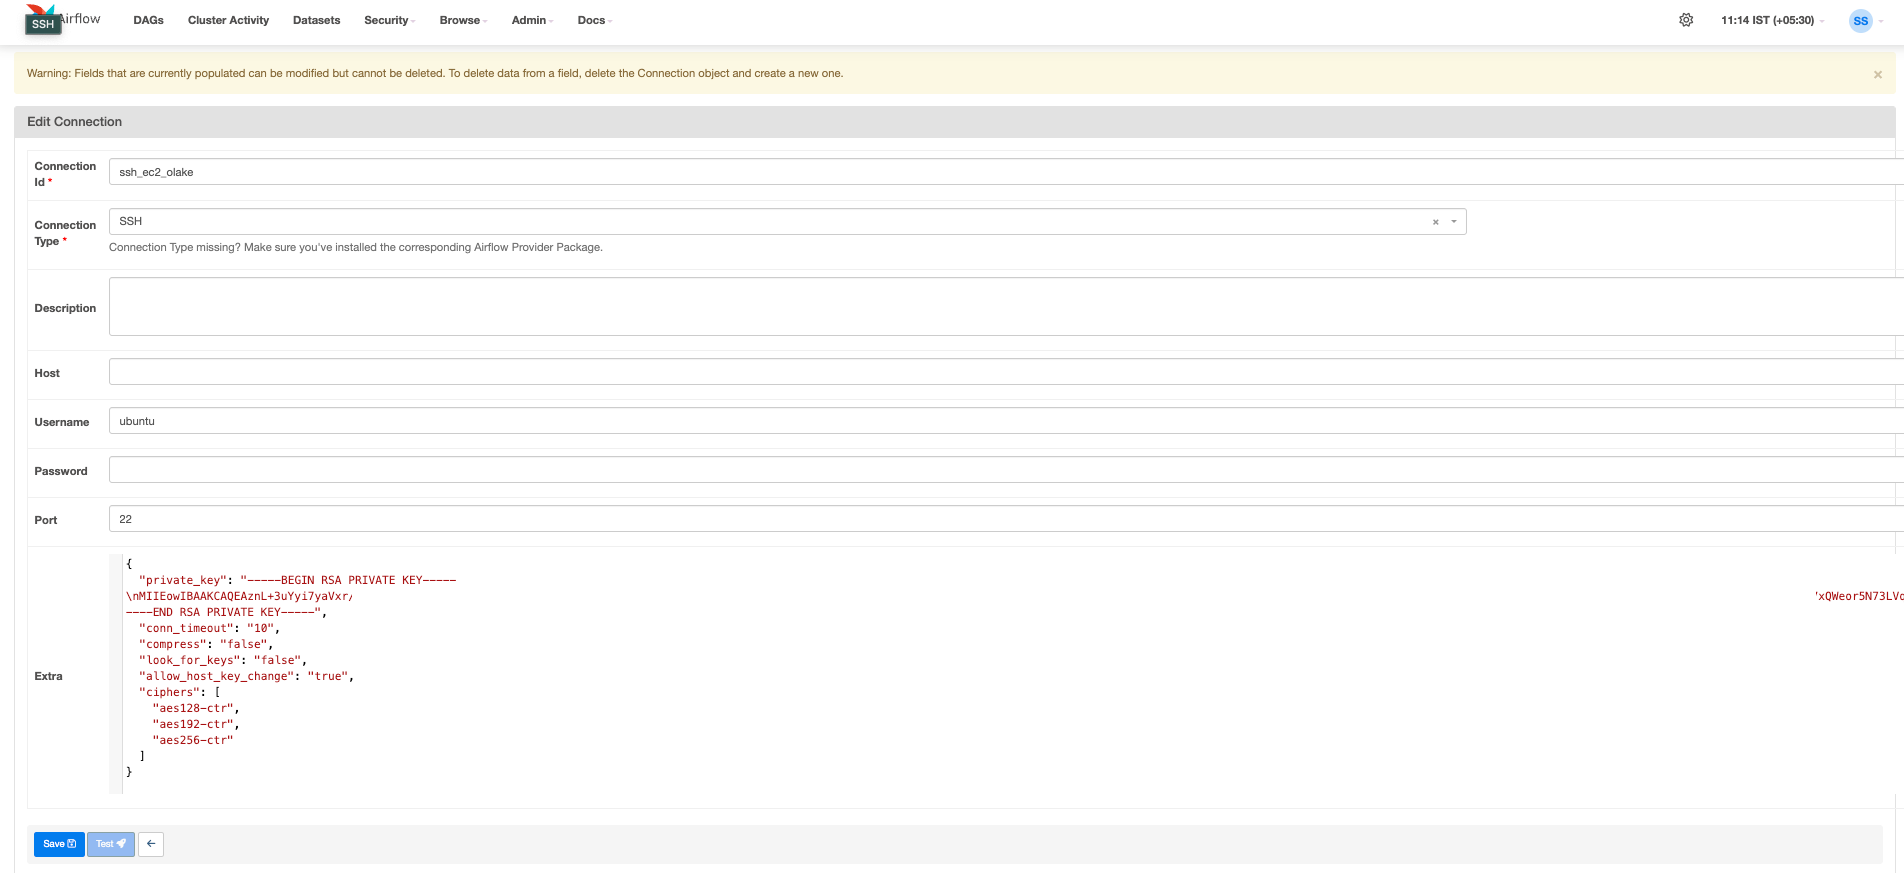 SSH Airflow DAGs Cluster Activity Datasets Security Browse Admin Docs 11:14 IST (+05:30) SS
Warning: Fields that are currently populated can be modified but cannot be deleted. To delete data from a field, delete the Connection object and create a new one. ×
Edit Connection
Connection Id * ssh_ec2_olake
Connection Type * SSH × 
Connection Type missing? Make sure you've installed the corresponding Airflow Provider Package.
Description
Host
Username ubuntu
Password
Port 22
Extra
{
"private_key": "-----BEGIN RSA PRIVATE KEY-----
\nMIIEowIBAAKCAQEAznL+3uYyi7yaVxr/ xQWeor5N73LVo
----END RSA PRIVATE KEY-----",
"conn_timeout": "10",
"compress": "false",
"look_for_keys": "false",
"allow_host_key_change": "true",
"ciphers": [
"aes128-ctr",
"aes192-ctr",
"aes256-ctr"
]
}
Save Test ←